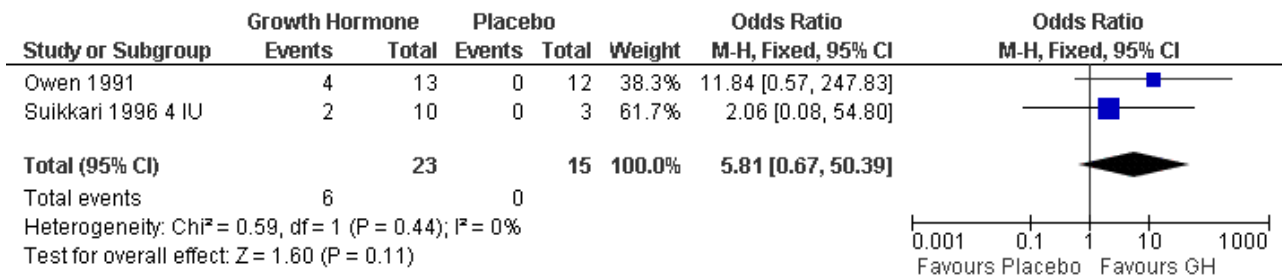 Growth Hormone Placebo Odds Ratio Odds Ratio
Study or Subgroup Events Total Events Total Weight M-H, Fixed, 95% CI M-H, Fixed, 95% CI
Owen 1991 4 13 0 12 38.3% 11.84 [0.57, 247.83]
Suikkari 1996 4 IU 2 10 0 3 61.7% 2.06 [0.08, 54.80]
Total (95% CI) 23 15 100.0% 5.81 [0.67, 50.39]
Total events 6 0
Heterogeneity: Chi² = 0.59, df = 1 (P = 0.44); I² = 0%
Test for overall effect: Z = 1.60 (P = 0.11)
0.001 0.1 1 10 1000
Favours Placebo Favours GH